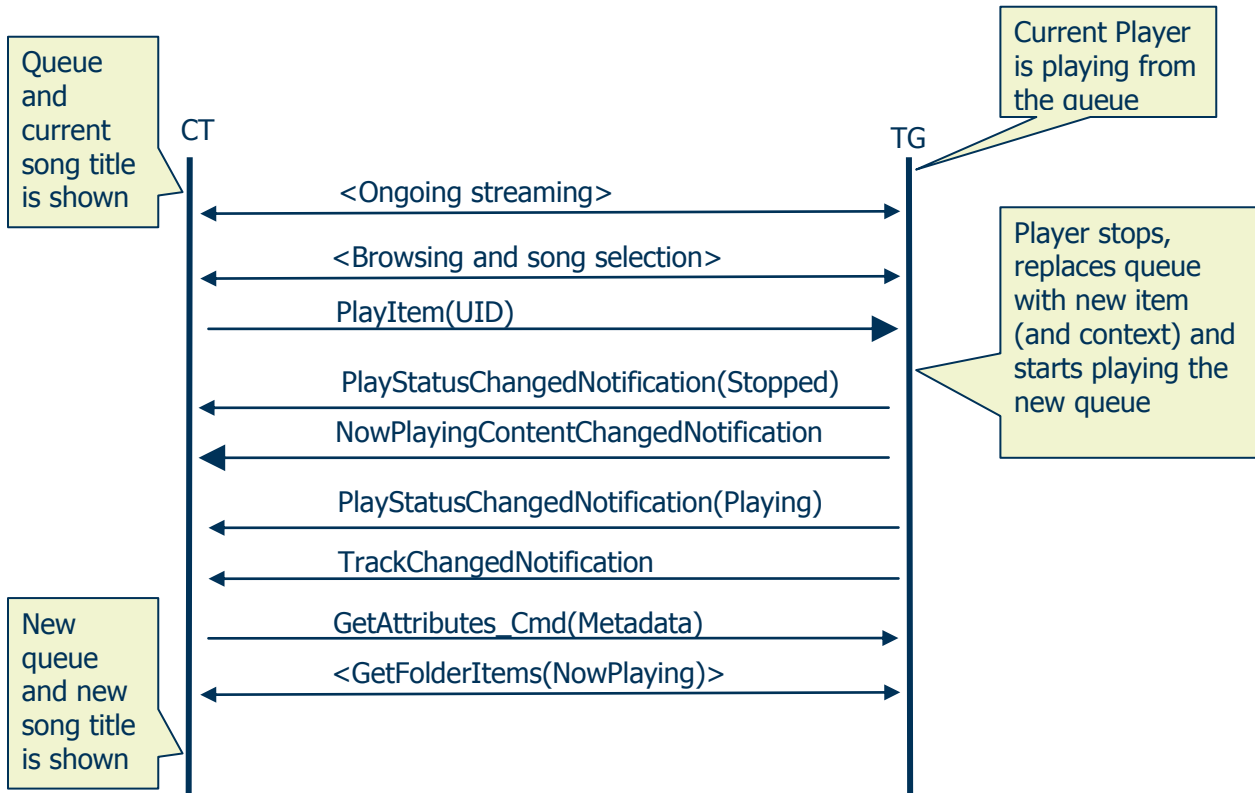 Current Player
is playing from
the queue
Queue
and
current
song title
is shown
CT
TG
<Ongoing streaming>
<Browsing and song selection>
PlayItem(UID)
Player stops,
replaces queue
with new item
(and context) and
starts playing the
new queue
PlayStatusChangedNotification(Stopped)
NowPlayingContentChangedNotification
PlayStatusChangedNotification(Playing)
TrackChangedNotification
GetAttributes_Cmd(Metadata)
<GetFolderItems(NowPlaying)>
New
queue
and new
song title
is shown